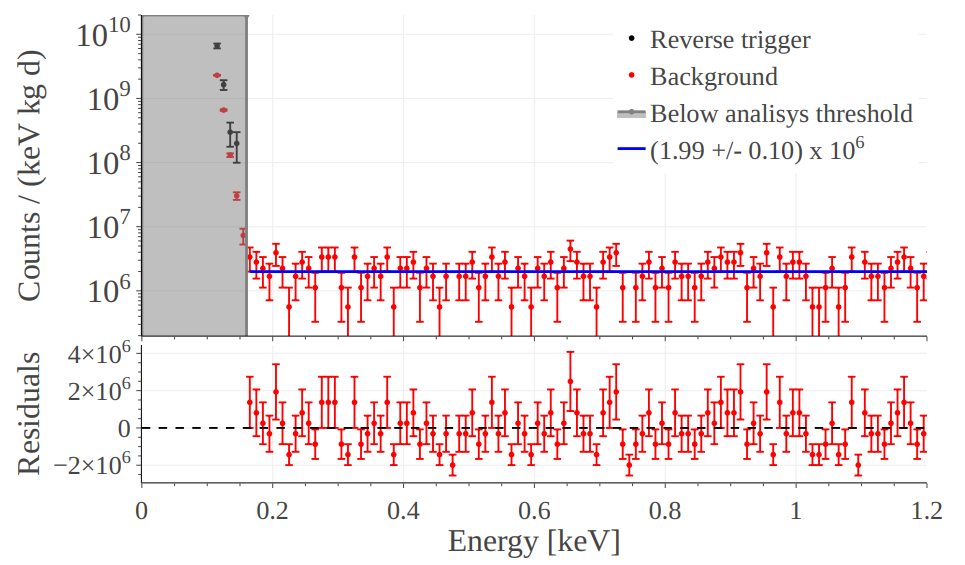 Counts / (keV kg d)
10^10
10^9
10^8
10^7
10^6
Reverse trigger
Background
Below analisys threshold
(1.99 +/- 0.10) x 10^6
Residuals
4×10^6
2×10^6
0
−2×10^6
0
0.2
0.4
0.6
0.8
1
1.2
Energy [keV]